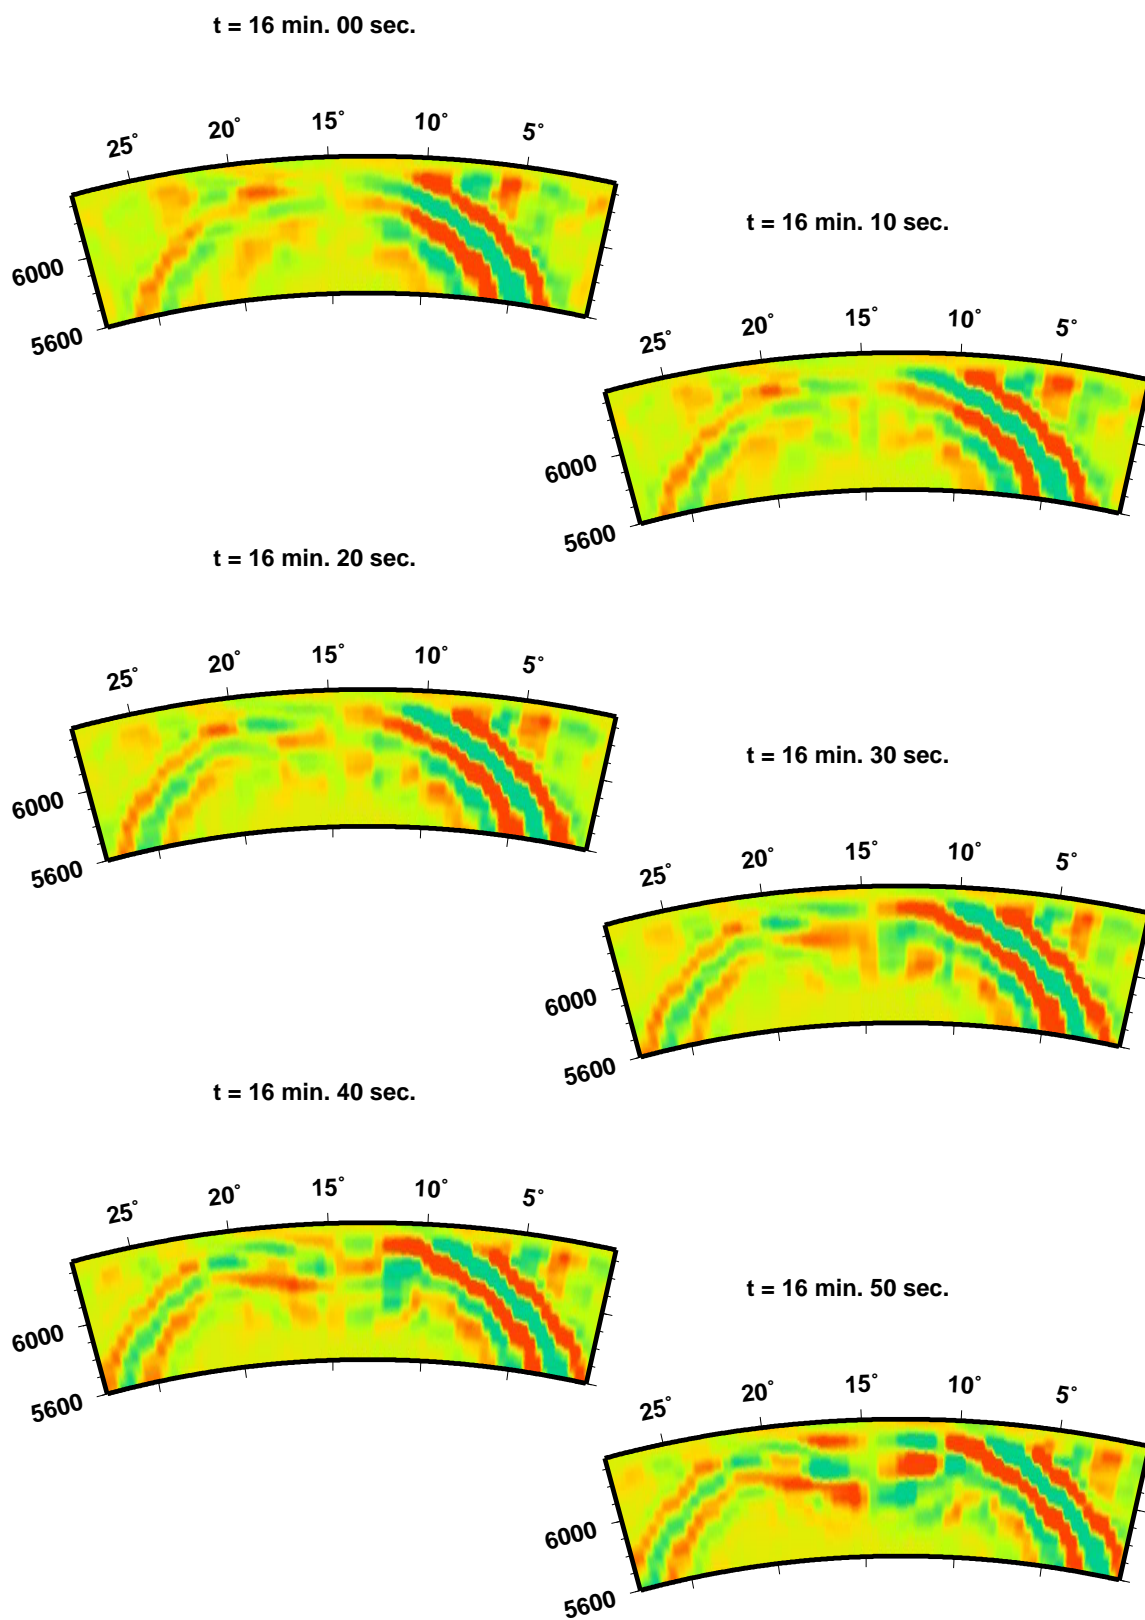 t = 16 min. 00 sec.
25° 20° 15° 10° 5°
6000
5600
t = 16 min. 10 sec.
25° 20° 15° 10° 5°
6000
5600
t = 16 min. 20 sec.
25° 20° 15° 10° 5°
6000
5600
t = 16 min. 30 sec.
25° 20° 15° 10° 5°
6000
5600
t = 16 min. 40 sec.
25° 20° 15° 10° 5°
6000
5600
t = 16 min. 50 sec.
25° 20° 15° 10° 5°
6000
5600